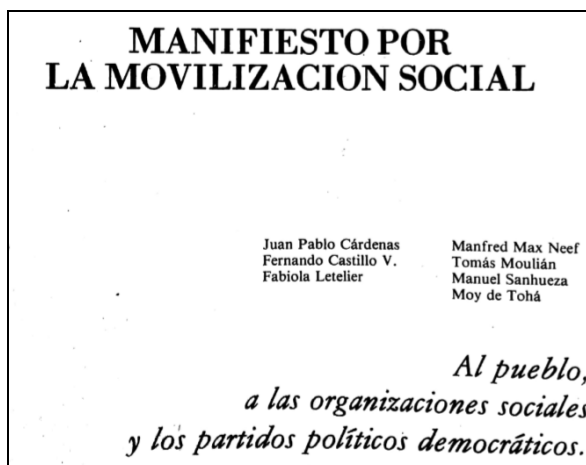 MANIFIESTO POR
LA MOVILIZACION SOCIAL
Juan Pablo Cárdenas
Fernando Castillo V.
Fabiola Letelier
Manfred Max Neef
Tomás Moulián
Manuel Sanhueza
Moy de Tohá
Al pueblo,
a las organizaciones sociales
y los partidos políticos democráticos.